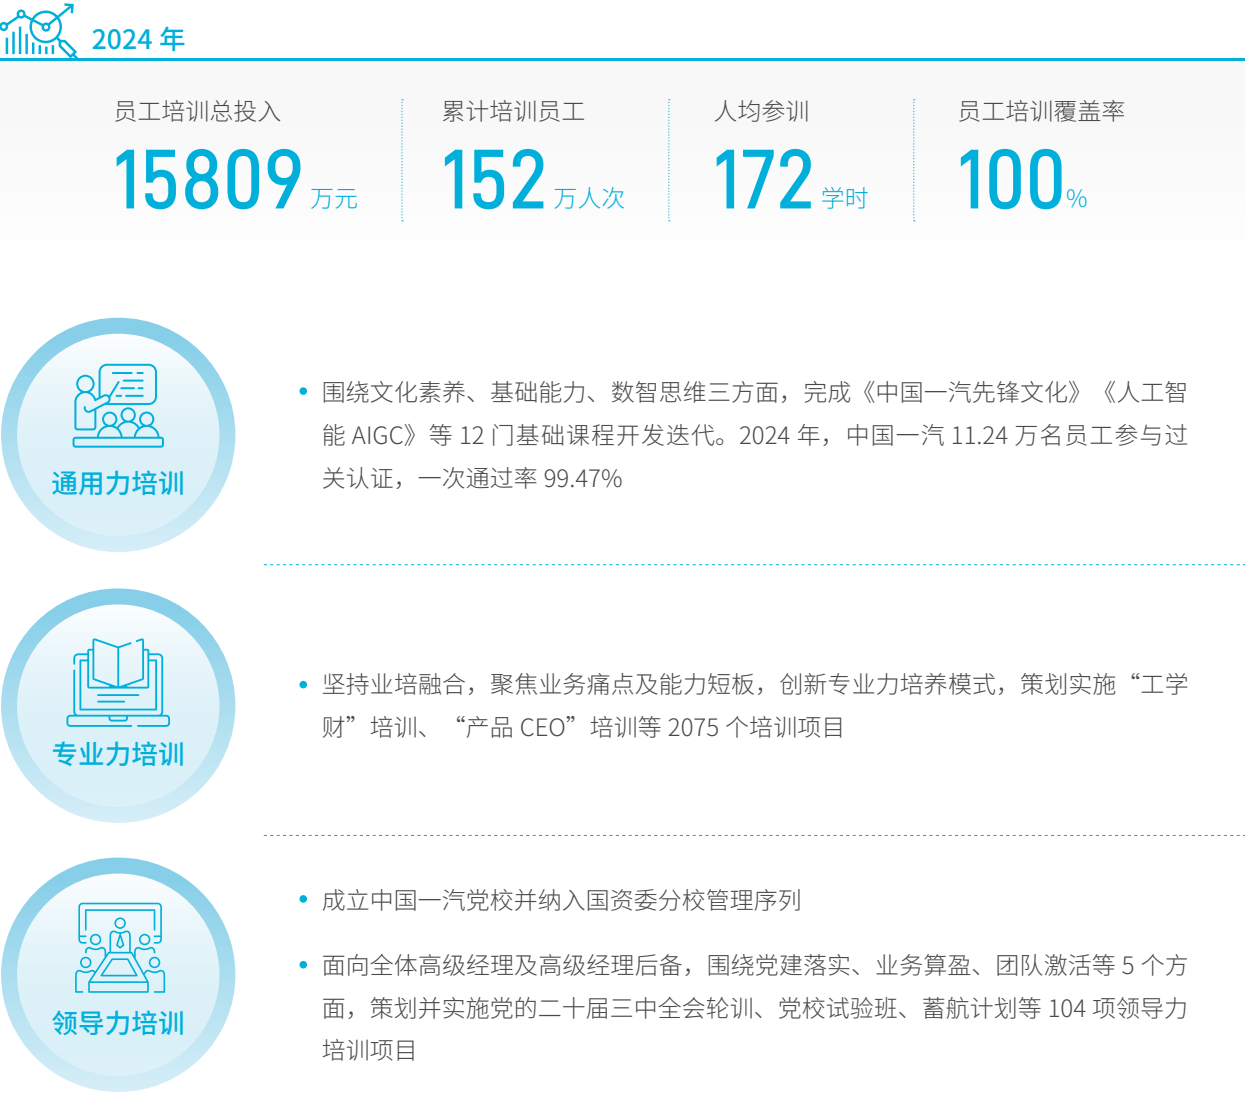 2024 年
员工培训总投入
15809 万元
累计培训员工
152 万人次
人均参训
172 学时
员工培训覆盖率
100%
通用力培训
• 围绕文化素养、基础能力、数智思维三方面，完成《中国一汽先锋文化》《人工智
能 AIGC》等 12 门基础课程开发迭代。2024 年，中国一汽 11.24 万名员工参与过
关认证，一次通过率 99.47%
专业力培训
• 坚持业培融合，聚焦业务痛点及能力短板，创新专业力培养模式，策划实施“工学
财”培训、“产品 CEO”培训等 2075 个培训项目
领导力培训
• 成立中国一汽党校并纳入国资委分校管理序列
• 面向全体高级经理及高级经理后备，围绕党建落实、业务算盈、团队激活等 5 个方
面，策划并实施党的二十届三中全会轮训、党校试验班、蓄航计划等 104 项领导力
培训项目